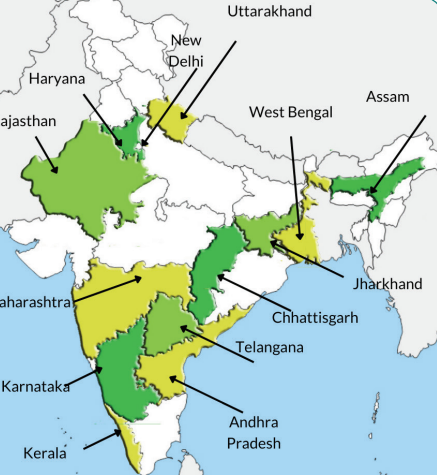 Uttarakhand
New
Delhi
Haryana
West Bengal
Assam
ajasthan
Jharkhand
aharashtra
Chhattisgarh
Telangana
Karnataka
Andhra
Pradesh
Kerala